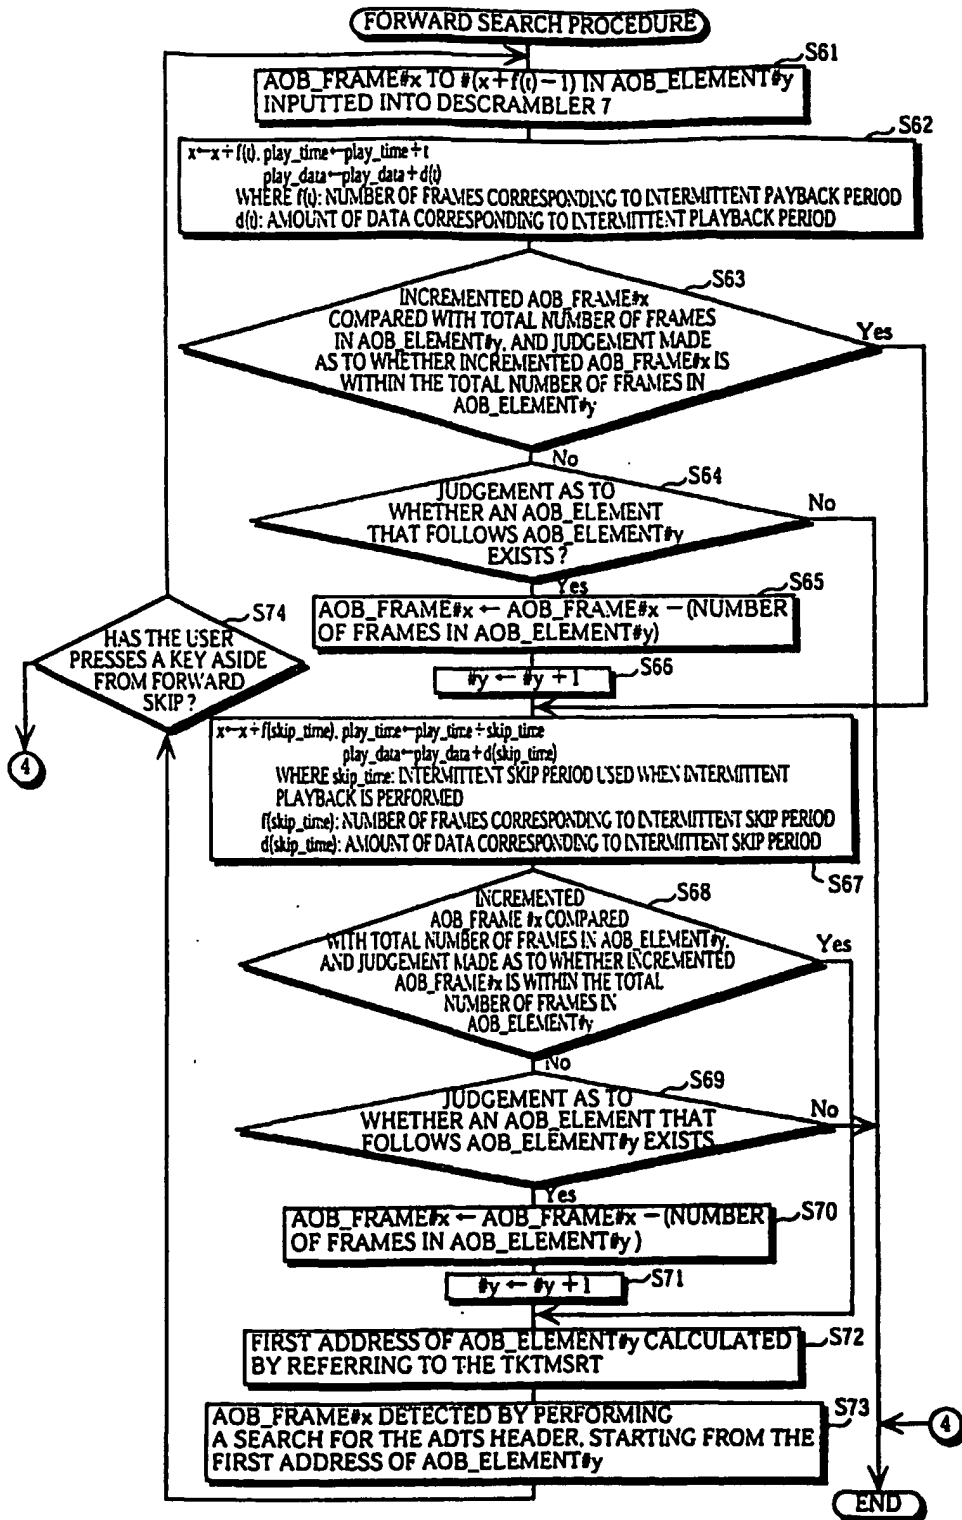 FORWARD SEARCH PROCEDURE
S61
AOB_FRAME#x TO #(x+f(t)−1) IN AOB_ELEMENT#y
INPUTTED INTO DESCRAMBLER 7
S62
x←x+f(t), play_time←play_time+t
play_data←play_data+d(t)
WHERE f(t): NUMBER OF FRAMES CORRESPONDING TO INTERMITTENT PAYBACK PERIOD
d(t): AMOUNT OF DATA CORRESPONDING TO INTERMITTENT PLAYBACK PERIOD
S63
INCREMENTED AOB_FRAME#x
COMPARED WITH TOTAL NUMBER OF FRAMES
IN AOB_ELEMENT#y, AND JUDGEMENT MADE
AS TO WHETHER INCREMENTED AOB_FRAME#x IS
WITHIN THE TOTAL NUMBER OF FRAMES IN
AOB_ELEMENT#y
Yes
No
S64
JUDGEMENT AS TO
WHETHER AN AOB_ELEMENT
THAT FOLLOWS AOB_ELEMENT#y
EXISTS ?
No
Yes
S65
AOB_FRAME#x ← AOB_FRAME#x − (NUMBER
OF FRAMES IN AOB_ELEMENT#y)
S66
#y ← #y + 1
S74
HAS THE USER
PRESSES A KEY ASIDE
FROM FORWARD
SKIP ?
4
x←x+f(skip_time), play_time←play_time+skip_time
play_data←play_data+d(skip_time)
WHERE skip_time: INTERMITTENT SKIP PERIOD USED WHEN INTERMITTENT
PLAYBACK IS PERFORMED
f(skip_time): NUMBER OF FRAMES CORRESPONDING TO INTERMITTENT SKIP PERIOD
d(skip_time): AMOUNT OF DATA CORRESPONDING TO INTERMITTENT SKIP PERIOD
S67
S68
INCREMENTED
AOB_FRAME #x COMPARED
WITH TOTAL NUMBER OF FRAMES IN AOB_ELEMENT#y,
AND JUDGEMENT MADE AS TO WHETHER INCREMENTED
AOB_FRAME#x IS WITHIN THE TOTAL
NUMBER OF FRAMES IN
AOB_ELEMENT#y
Yes
No
S69
JUDGEMENT AS TO
WHETHER AN AOB_ELEMENT THAT
FOLLOWS AOB_ELEMENT#y EXISTS
No
Yes
S70
AOB_FRAME#x ← AOB_FRAME#x − (NUMBER
OF FRAMES IN AOB_ELEMENT#y)
S71
#y ← #y + 1
S72
FIRST ADDRESS OF AOB_ELEMENT#y CALCULATED
BY REFERRING TO THE TKTMSRT
S73
AOB_FRAME#x DETECTED BY PERFORMING
A SEARCH FOR THE ADTS HEADER, STARTING FROM THE
FIRST ADDRESS OF AOB_ELEMENT#y
4
END